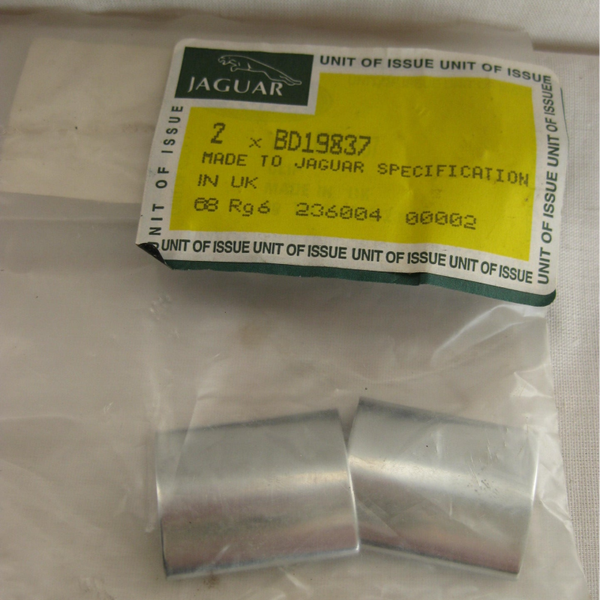 UNIT OF ISSUE UNIT OF ISSUE
JAGUAR
2 x BD19837
MADE TO JAGUAR SPECIFICATION
IN UK
68 Rg6 236004 00002
UNIT OF ISSUE
UNIT OF ISSUE UNIT OF ISSUE UNIT OF ISSUE UNIT OF ISSUE
UNIT OF ISSUE UNIT OF ISSUE